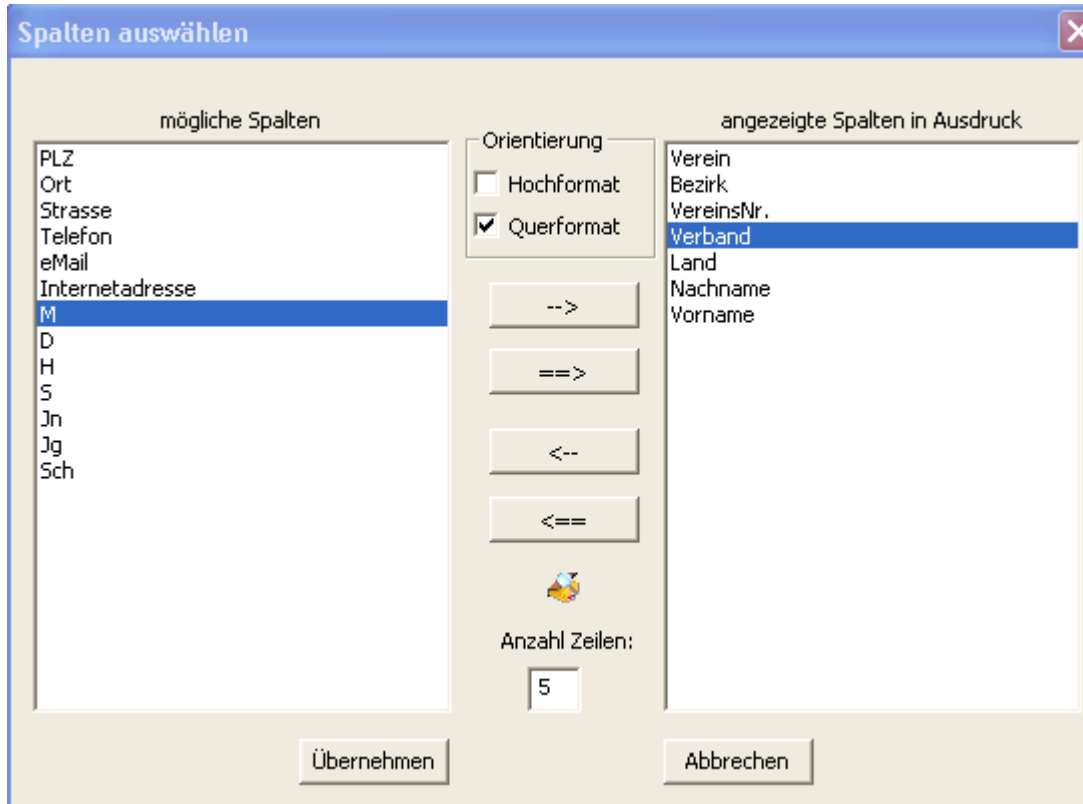 Spalten auswählen
mögliche Spalten
PLZ
Ort
Strasse
Telefon
eMail
Internetadresse
M
D
H
S
Jn
Jg
Sch
Orientierung
Hochformat
Querformat
-->
==>
<--
<==
Anzahl Zeilen:
5
angezeigte Spalten in Ausdruck
Verein
Bezirk
VereinsNr.
Verband
Land
Nachname
Vorname
Übernehmen
Abbrechen